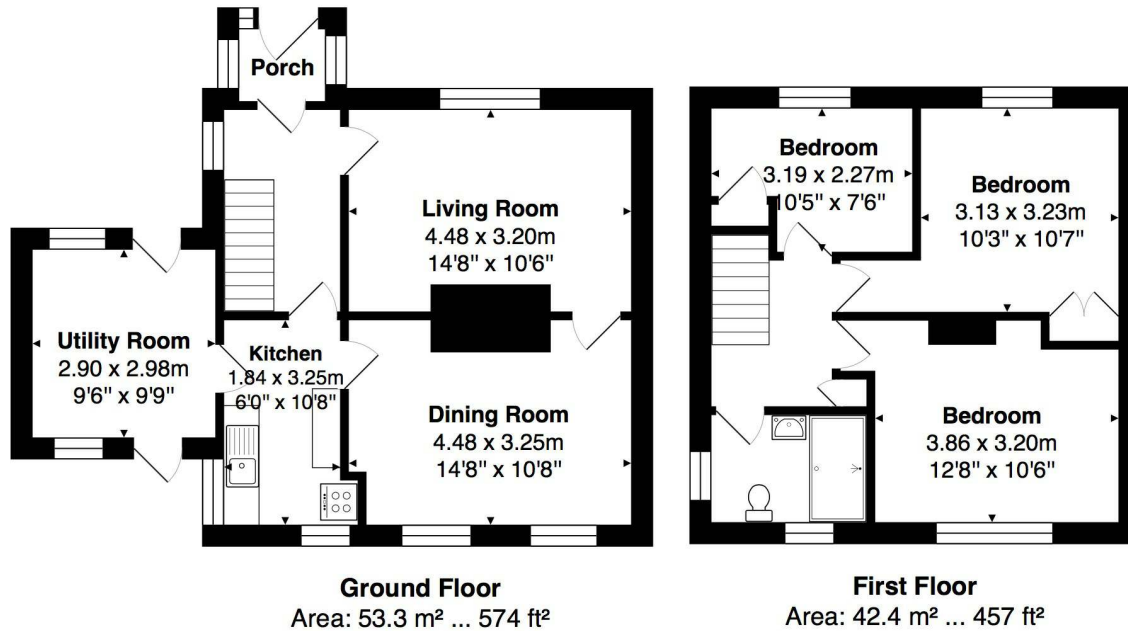 Porch
Living Room
4.48 x 3.20m
14'8" x 10'6"
Utility Room
2.90 x 2.98m
9'6" x 9'9"
Kitchen
1.84 x 3.25m
6'0" x 10'8"
Dining Room
4.48 x 3.25m
14'8" x 10'8"
Ground Floor
Area: 53.3 m² ... 574 ft²
Bedroom
3.19 x 2.27m
10'5" x 7'6"
Bedroom
3.13 x 3.23m
10'3" x 10'7"
Bedroom
3.86 x 3.20m
12'8" x 10'6"
First Floor
Area: 42.4 m² ... 457 ft²